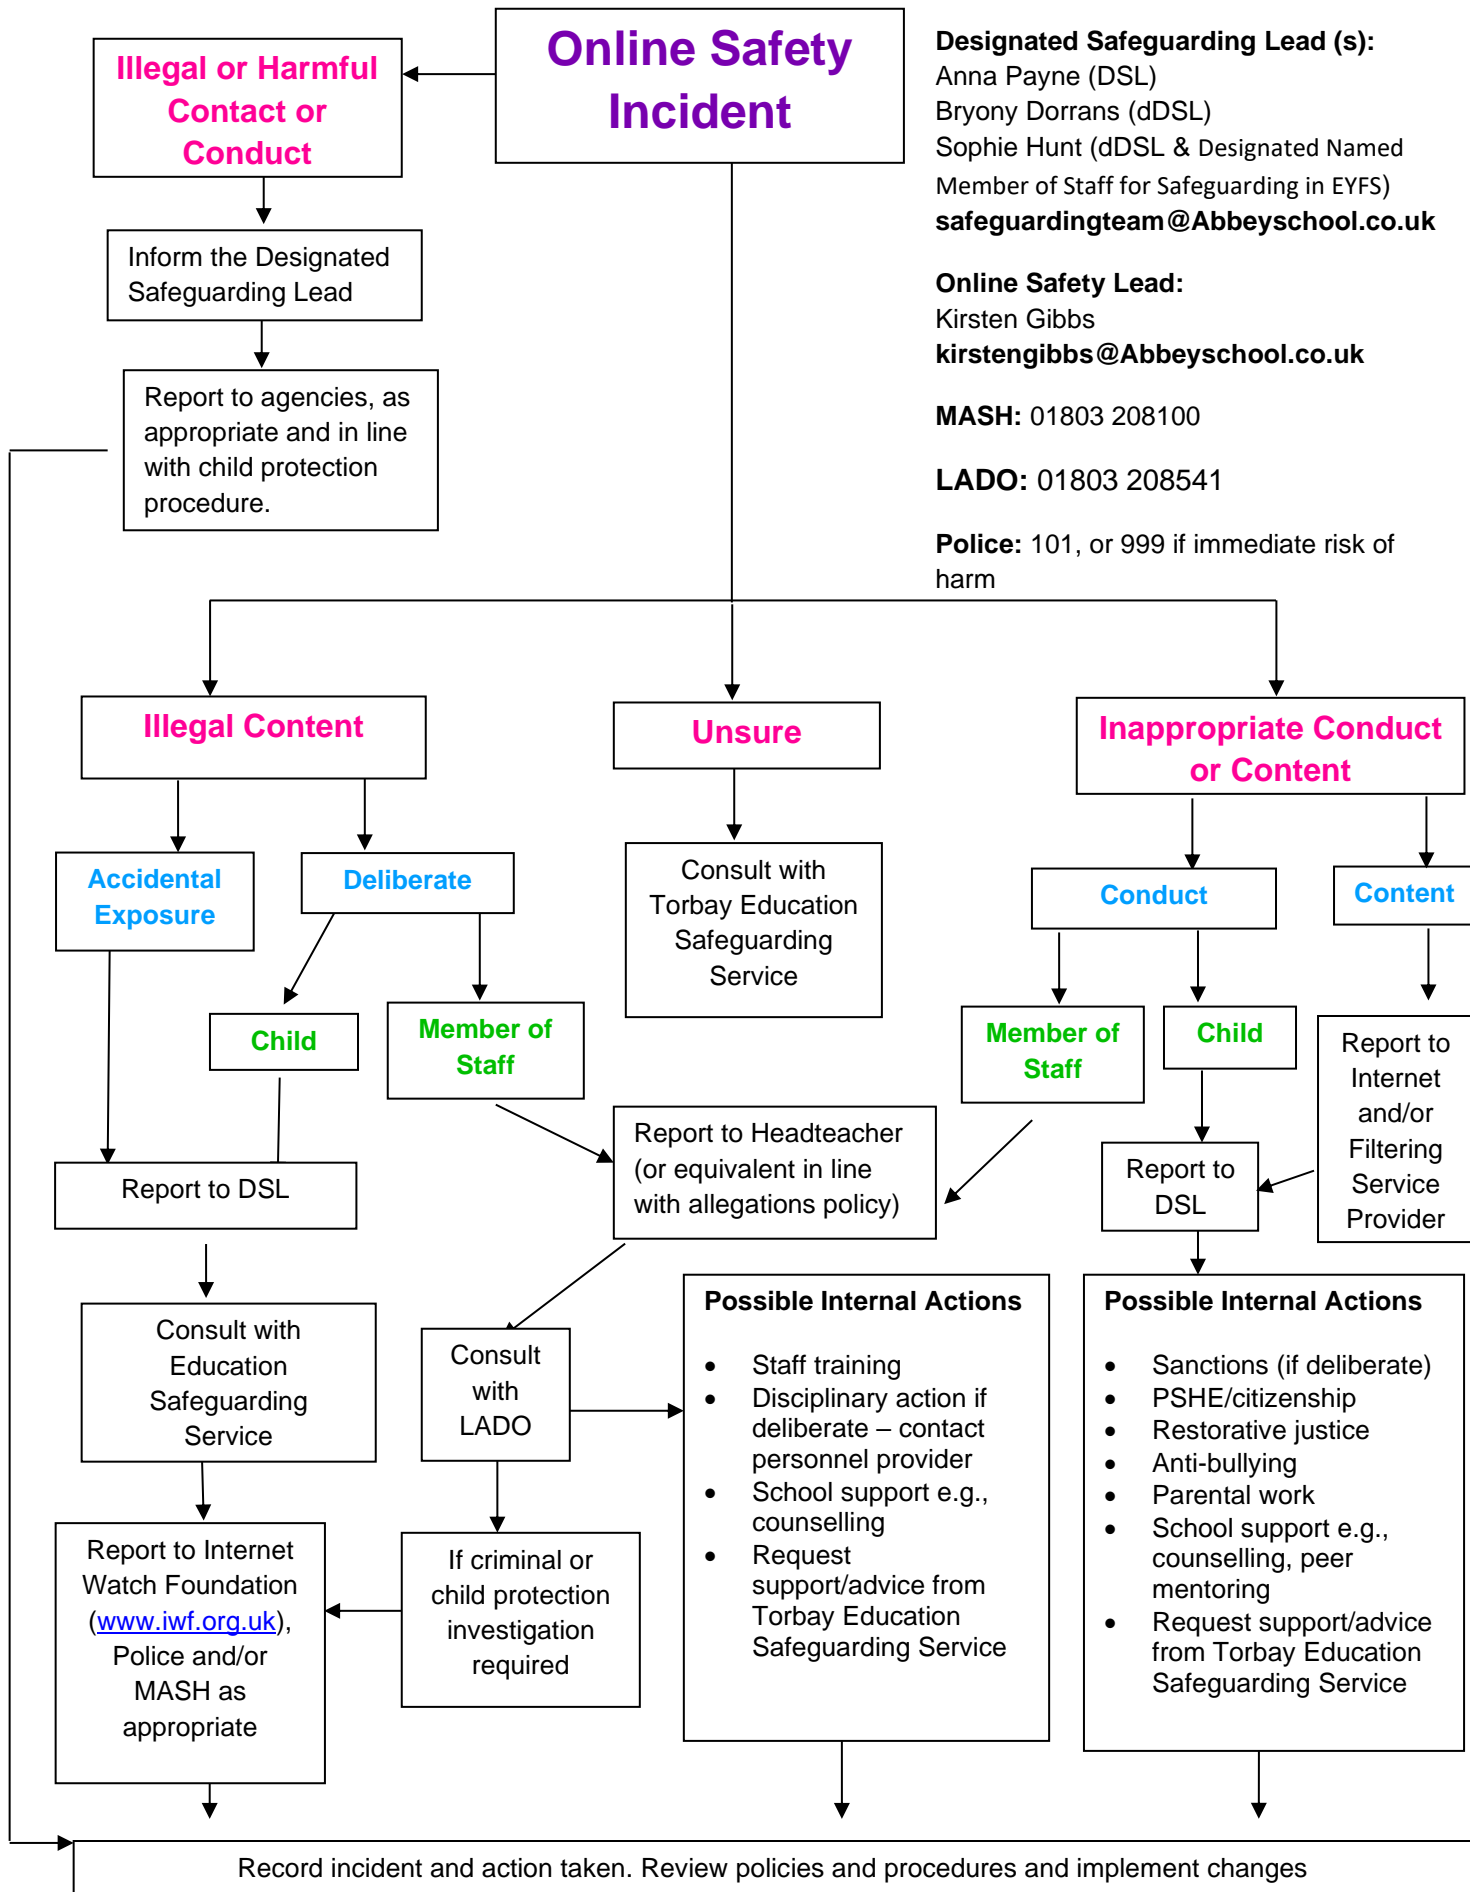 Online Safety
Incident
Illegal or Harmful
Contact or
Conduct
Inform the Designated
Safeguarding Lead
Report to agencies, as
appropriate and in line
with child protection
procedure.
Designated Safeguarding Lead (s):
Anna Payne (DSL)
Bryony Dorrans (dDSL)
Sophie Hunt (dDSL & Designated Named
Member of Staff for Safeguarding in EYFS)
safeguardingteam@Abbeyschool.co.uk
Online Safety Lead:
Kirsten Gibbs
kirstengibbs@Abbeyschool.co.uk
MASH: 01803 208100
LADO: 01803 208541
Police: 101, or 999 if immediate risk of
harm
Illegal Content
Unsure
Inappropriate Conduct
or Content
Accidental
Exposure
Deliberate
Consult with
Torbay Education
Safeguarding
Service
Conduct
Content
Child
Member of
Staff
Member of
Staff
Child
Report to
Internet
and/or
Filtering
Service
Provider
Report to DSL
Report to Headteacher
(or equivalent in line
with allegations policy)
Report to
DSL
Consult with
Education
Safeguarding
Service
Consult
with
LADO
Possible Internal Actions
• Staff training
• Disciplinary action if
deliberate – contact
personnel provider
• School support e.g.,
counselling
• Request
support/advice from
Torbay Education
Safeguarding Service
Possible Internal Actions
• Sanctions (if deliberate)
• PSHE/citizenship
• Restorative justice
• Anti-bullying
• Parental work
• School support e.g.,
counselling, peer
mentoring
• Request support/advice
from Torbay Education
Safeguarding Service
Report to Internet
Watch Foundation
(www.iwf.org.uk),
Police and/or
MASH as
appropriate
If criminal or
child protection
investigation
required
Record incident and action taken. Review policies and procedures and implement changes